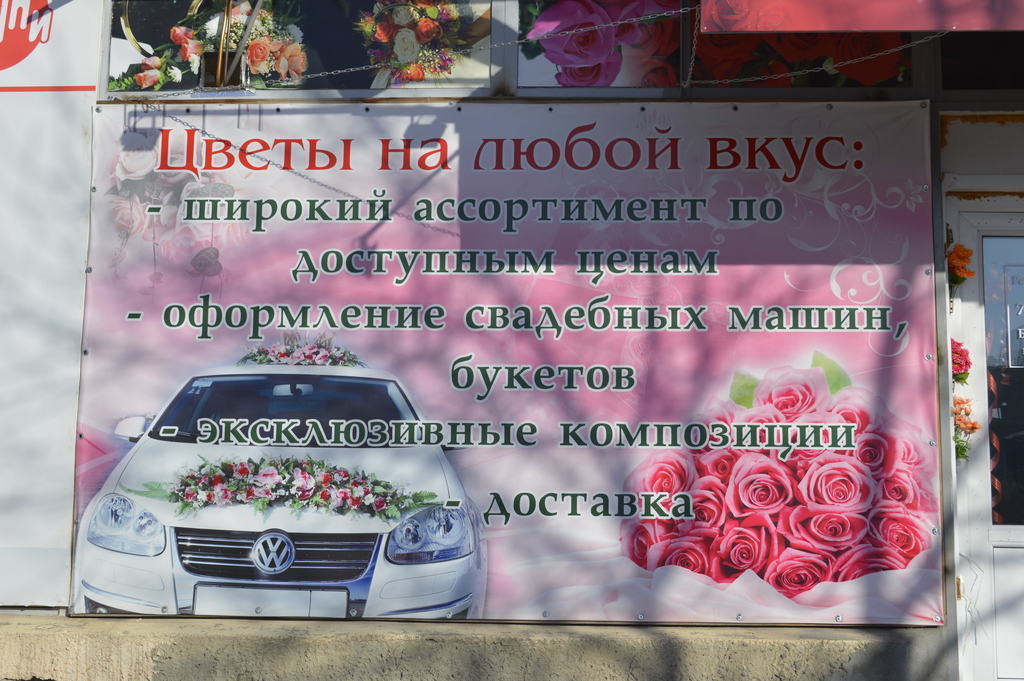 Цветы на любой вкус:
- широкий ассортимент по
доступным ценам
- оформление свадебных машин,
букетов
- эксклюзивные композиции
- доставка